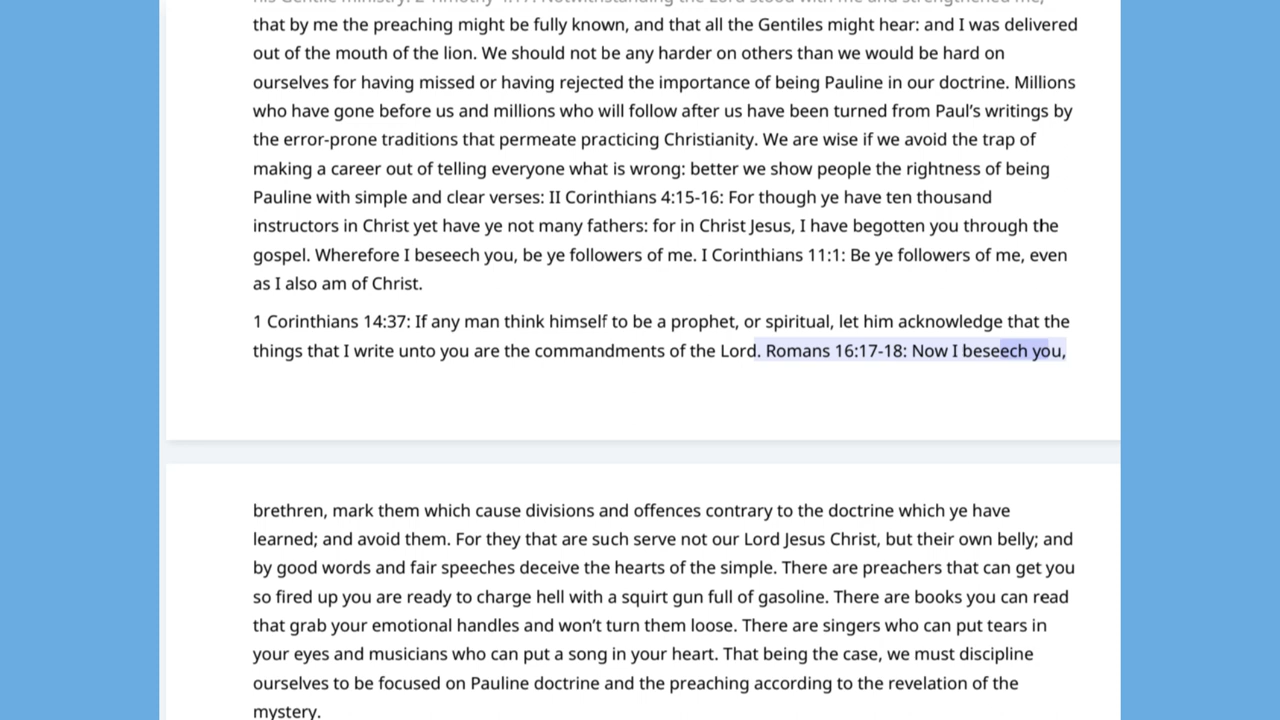 his Gentile ministry: 2 Timothy 4:17: Notwithstanding the Lord stood with me and strengthened me,
that by me the preaching might be fully known, and that all the Gentiles might hear: and I was delivered
out of the mouth of the lion. We should not be any harder on others than we would be hard on
ourselves for having missed or having rejected the importance of being Pauline in our doctrine. Millions
who have gone before us and millions who will follow after us have been turned from Paul’s writings by
the error-prone traditions that permeate practicing Christianity. We are wise if we avoid the trap of
making a career out of telling everyone what is wrong: better we show people the rightness of being
Pauline with simple and clear verses: II Corinthians 4:15-16: For though ye have ten thousand
instructors in Christ yet have ye not many fathers: for in Christ Jesus, I have begotten you through the
gospel. Wherefore I beseech you, be ye followers of me. I Corinthians 11:1: Be ye followers of me, even
as I also am of Christ.
1 Corinthians 14:37: If any man think himself to be a prophet, or spiritual, let him acknowledge that the
things that I write unto you are the commandments of the Lord. Romans 16:17-18: Now I beseech you,
brethren, mark them which cause divisions and offences contrary to the doctrine which ye have
learned; and avoid them. For they that are such serve not our Lord Jesus Christ, but their own belly; and
by good words and fair speeches deceive the hearts of the simple. There are preachers that can get you
so fired up you are ready to charge hell with a squirt gun full of gasoline. There are books you can read
that grab your emotional handles and won’t turn them loose. There are singers who can put tears in
your eyes and musicians who can put a song in your heart. That being the case, we must discipline
ourselves to be focused on Pauline doctrine and the preaching according to the revelation of the
mystery.